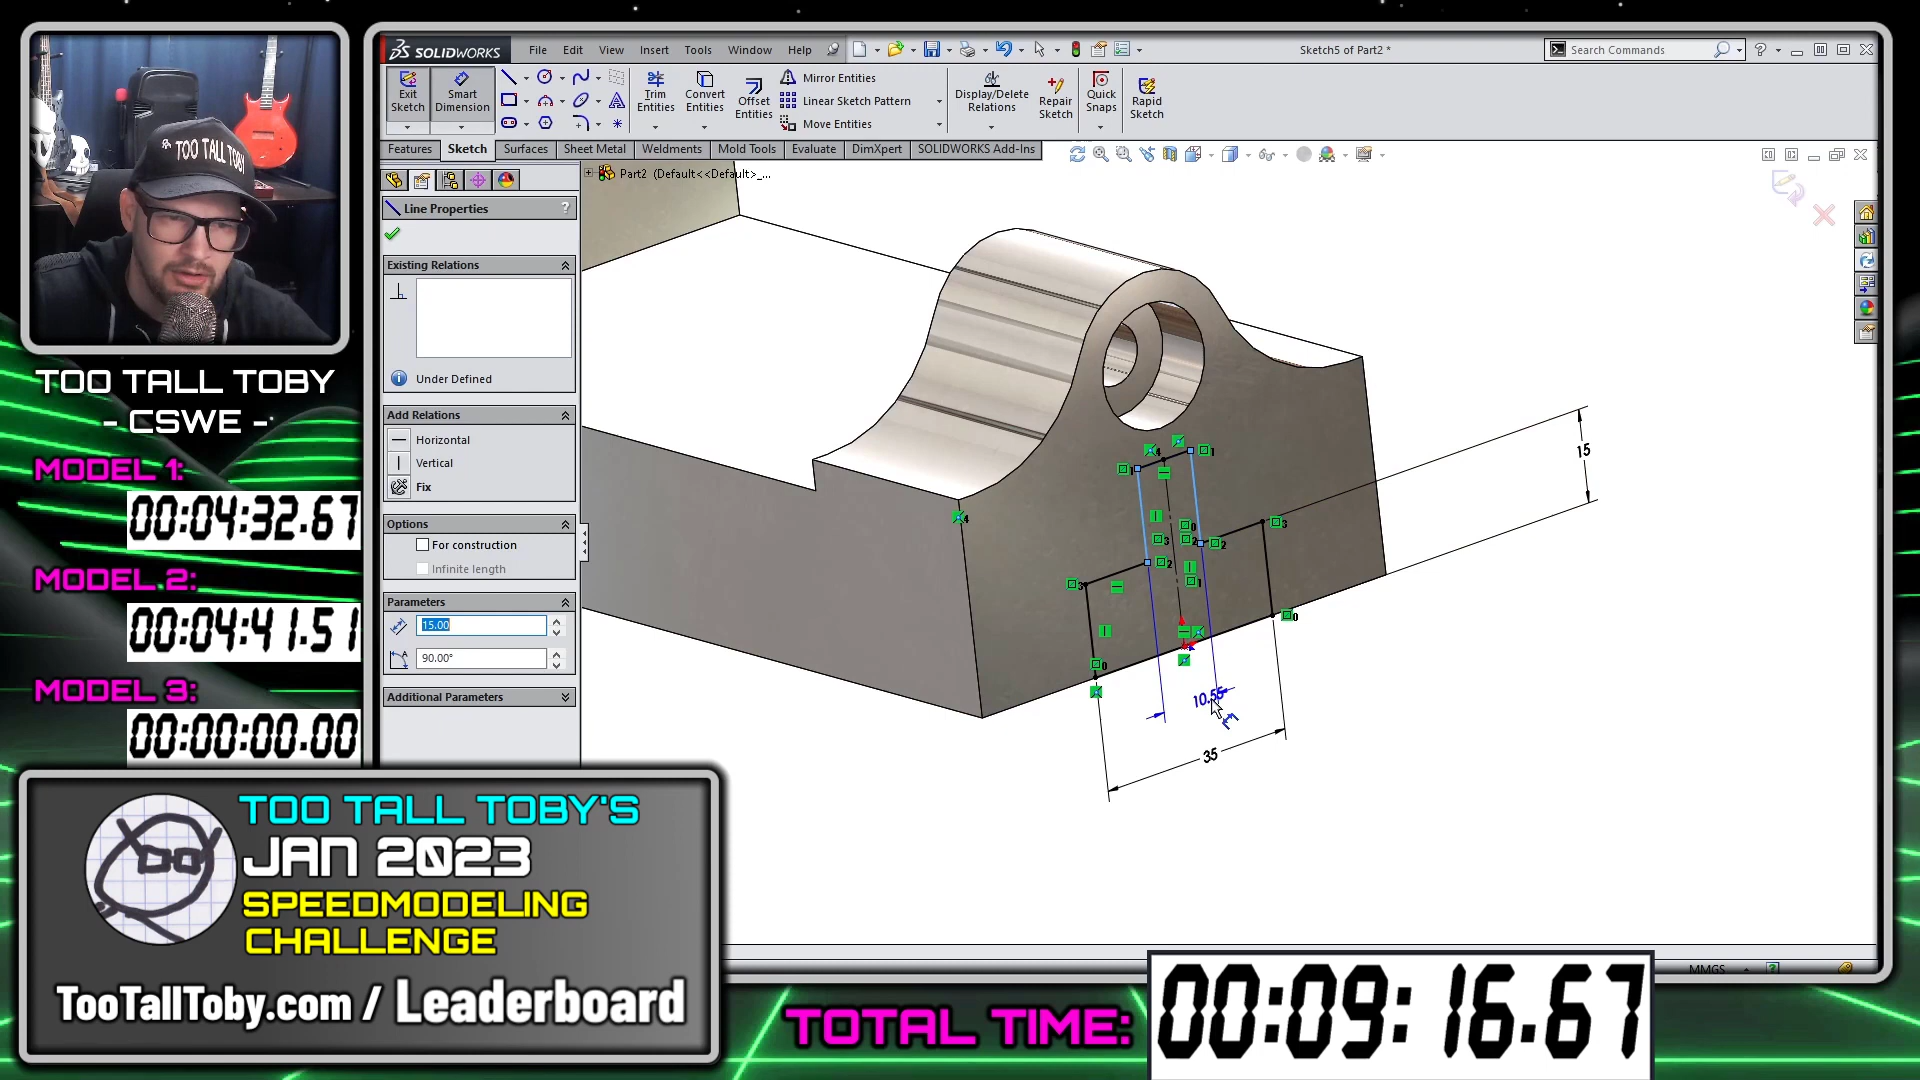 SOLIDWORKS
File Edit View Insert Tools Window Help
Sketch5 of Part2 *
Search Commands
Exit Sketch
Smart Dimension
Trim Entities
Convert Entities
Offset Entities
Mirror Entities
Linear Sketch Pattern
Move Entities
Display/Delete Relations
Repair Sketch
Quick Snaps
Rapid Sketch
Features Sketch Surfaces Sheet Metal Weldments Mold Tools Evaluate DimXpert SOLIDWORKS Add-Ins
Part2 (Default<<Default>_...
Line Properties ?
Existing Relations
Under Defined
Add Relations
Horizontal
Vertical
Fix
Options
For construction
Infinite length
Parameters
15.00
90.00°
Additional Parameters
15
10.55
35
MMGS
TOO TALL TOBY
TOO TALL TOBY
- CSWE -
MODEL 1:
00:04:32.67
MODEL 2:
00:04:41.51
MODEL 3:
00:00:00.00
TOO TALL TOBY'S
JAN 2023
SPEEDMODELING
CHALLENGE
TooTallToby.com / Leaderboard
TOTAL TIME:
00:09:16.67